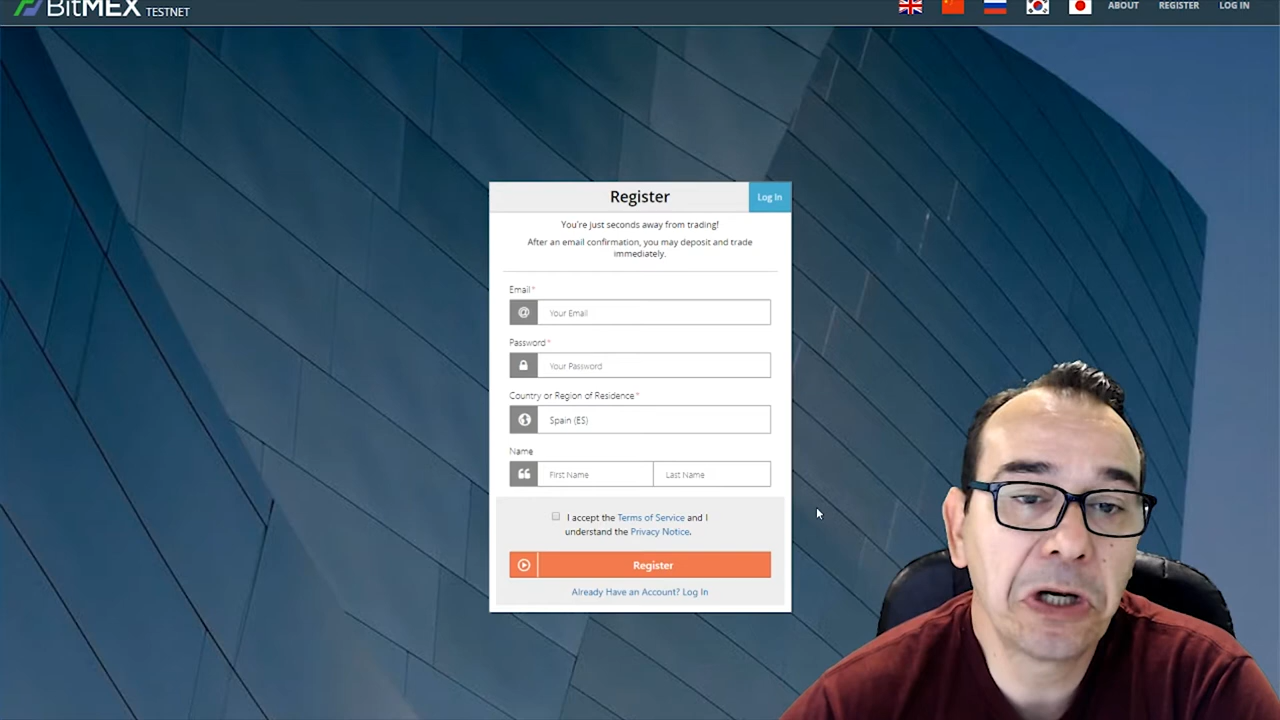 BitMEX TESTNET
ABOUT
REGISTER
LOG IN
Register
Log In
You're just seconds away from trading!
After an email confirmation, you may deposit and trade
immediately.
Email*
@ Your Email
Password*
Your Password
Country or Region of Residence*
Spain (ES)
Name
First Name
Last Name
I accept the Terms of Service and I
understand the Privacy Notice.
Register
Already Have an Account? Log In